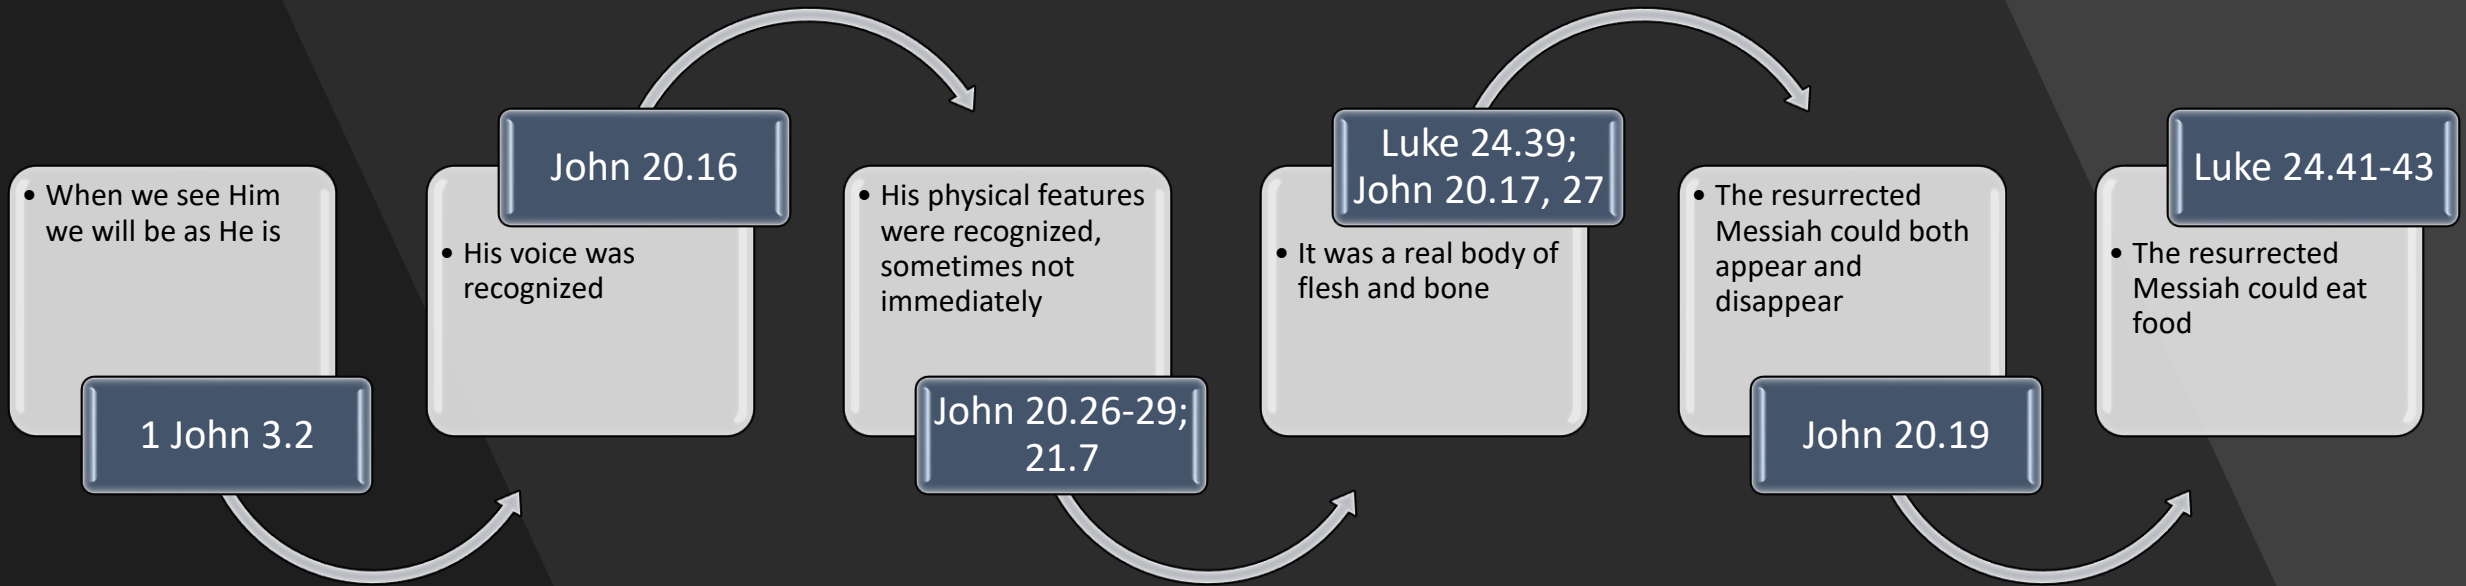 • When we see Him
we will be as He is
1 John 3.2
John 20.16
• His voice was
recognized
• His physical features
were recognized,
sometimes not
immediately
John 20.26-29;
21.7
Luke 24.39;
John 20.17, 27
• It was a real body of
flesh and bone
• The resurrected
Messiah could both
appear and
disappear
John 20.19
Luke 24.41-43
• The resurrected
Messiah could eat
food